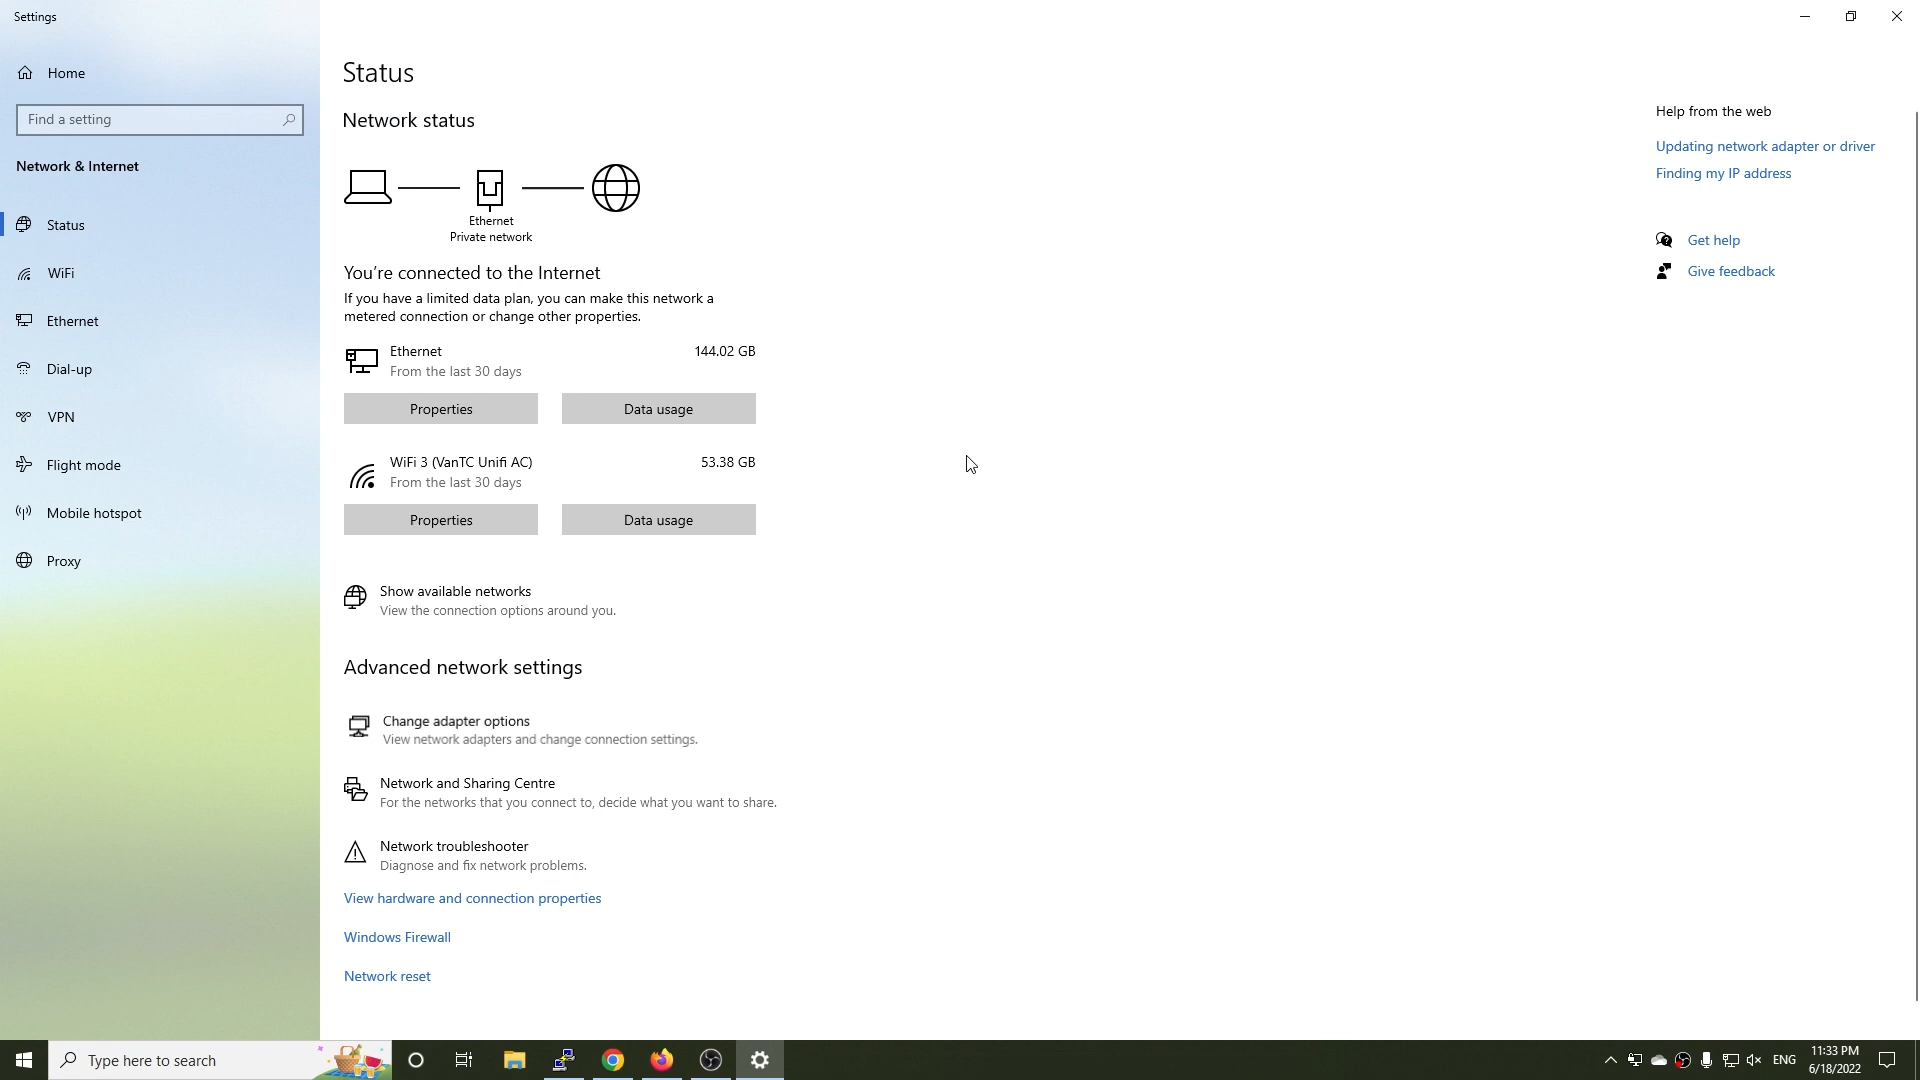 Settings
Home
Find a setting
Network & Internet
Status
WiFi
Ethernet
Dial-up
VPN
Flight mode
Mobile hotspot
Proxy
Status
Network status
Ethernet
Private network
You’re connected to the Internet
If you have a limited data plan, you can make this network a
metered connection or change other properties.
Ethernet 144.02 GB
From the last 30 days
Properties Data usage
WiFi 3 (VanTC Unifi AC) 53.38 GB
From the last 30 days
Properties Data usage
Show available networks
View the connection options around you.
Advanced network settings
Change adapter options
View network adapters and change connection settings.
Network and Sharing Centre
For the networks that you connect to, decide what you want to share.
Network troubleshooter
Diagnose and fix network problems.
View hardware and connection properties
Windows Firewall
Network reset
Help from the web
Updating network adapter or driver
Finding my IP address
Get help
Give feedback
Type here to search
ENG
11:33 PM
6/18/2022